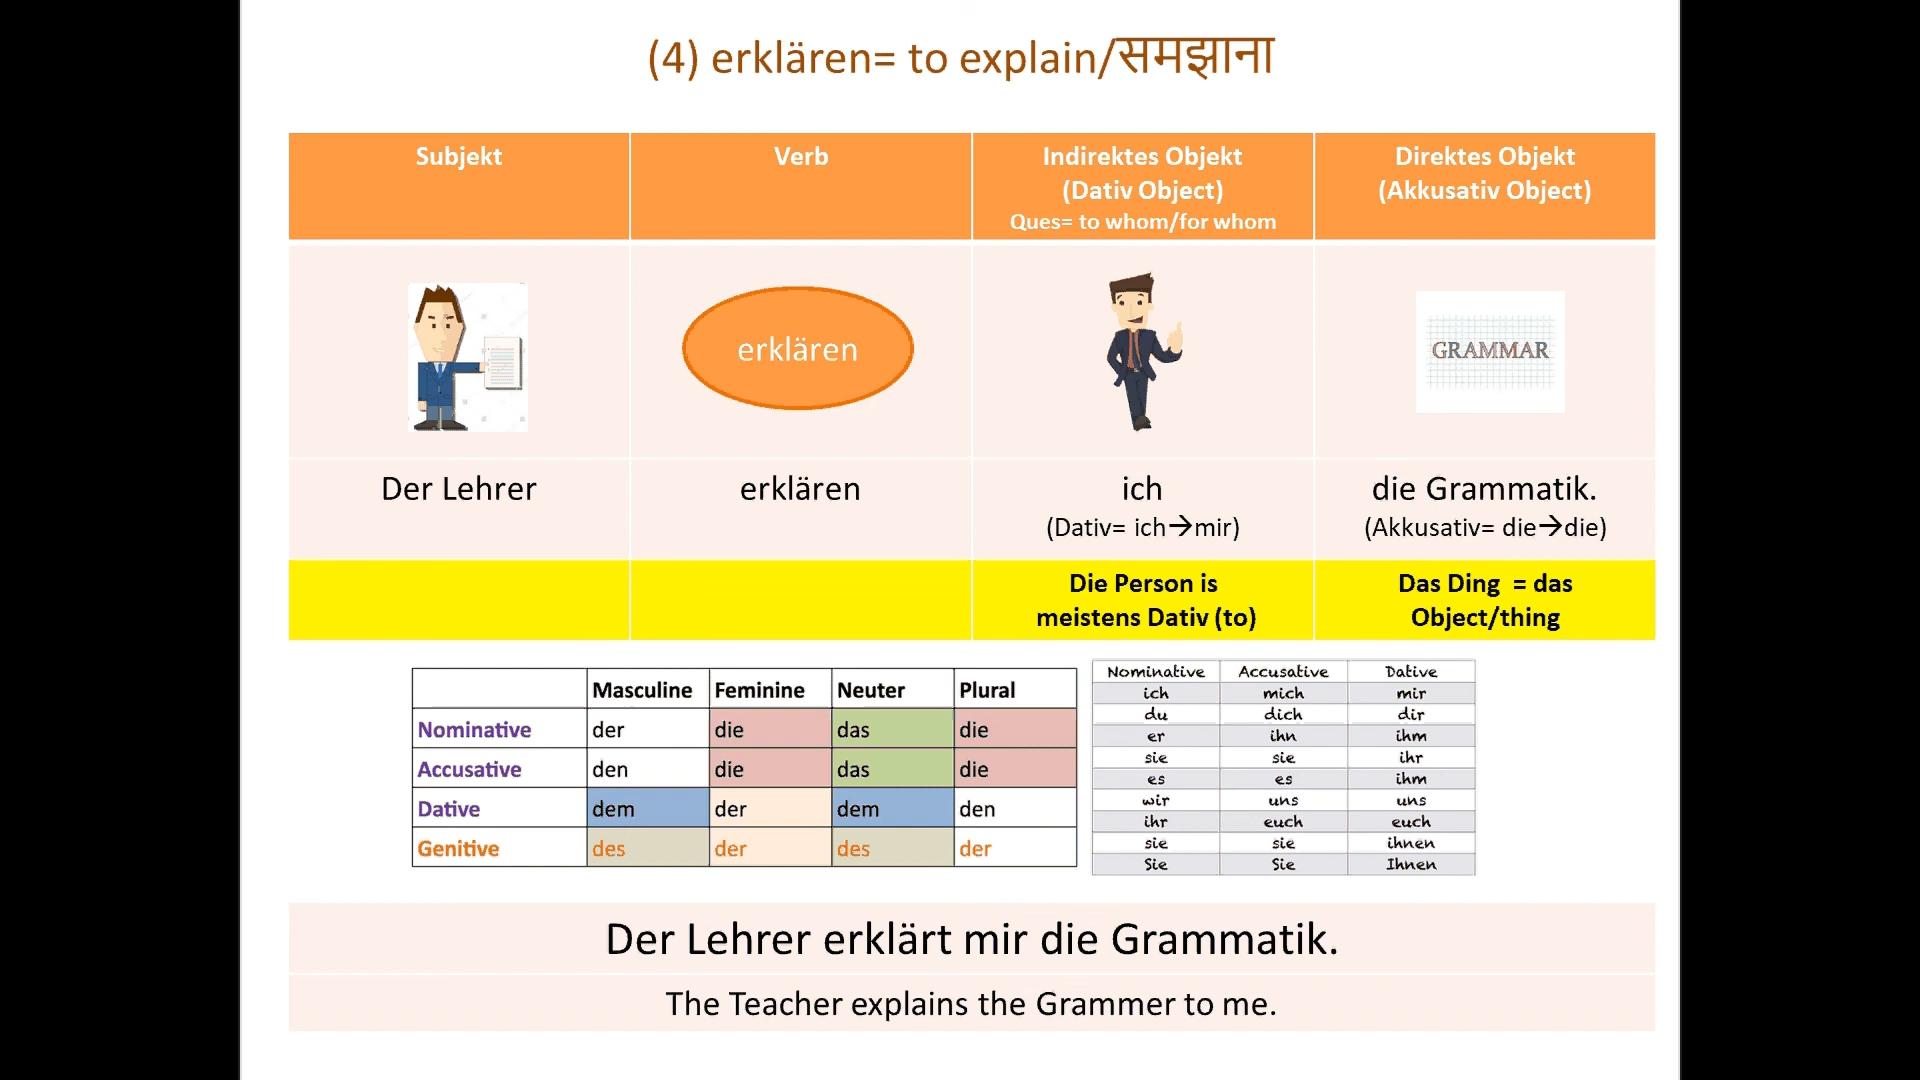 (4) erklären= to explain/समझाना
Subjekt
Verb
Indirektes Objekt
(Dativ Object)
Ques= to whom/for whom
Direktes Objekt
(Akkusativ Object)
erklären
GRAMMAR
Der Lehrer
erklären
ich
(Dativ= ich→mir)
die Grammatik.
(Akkusativ= die→die)
Die Person is
meistens Dativ (to)
Das Ding = das
Object/thing
Masculine Feminine Neuter Plural
Nominative der die das die
Accusative den die das die
Dative dem der dem den
Genitive des der des der
Nominative Accusative Dative
ich mich mir
du dich dir
er ihn ihm
sie sie ihr
es es ihm
wir uns uns
ihr euch euch
sie sie ihnen
Sie Sie Ihnen
Der Lehrer erklärt mir die Grammatik.
The Teacher explains the Grammer to me.